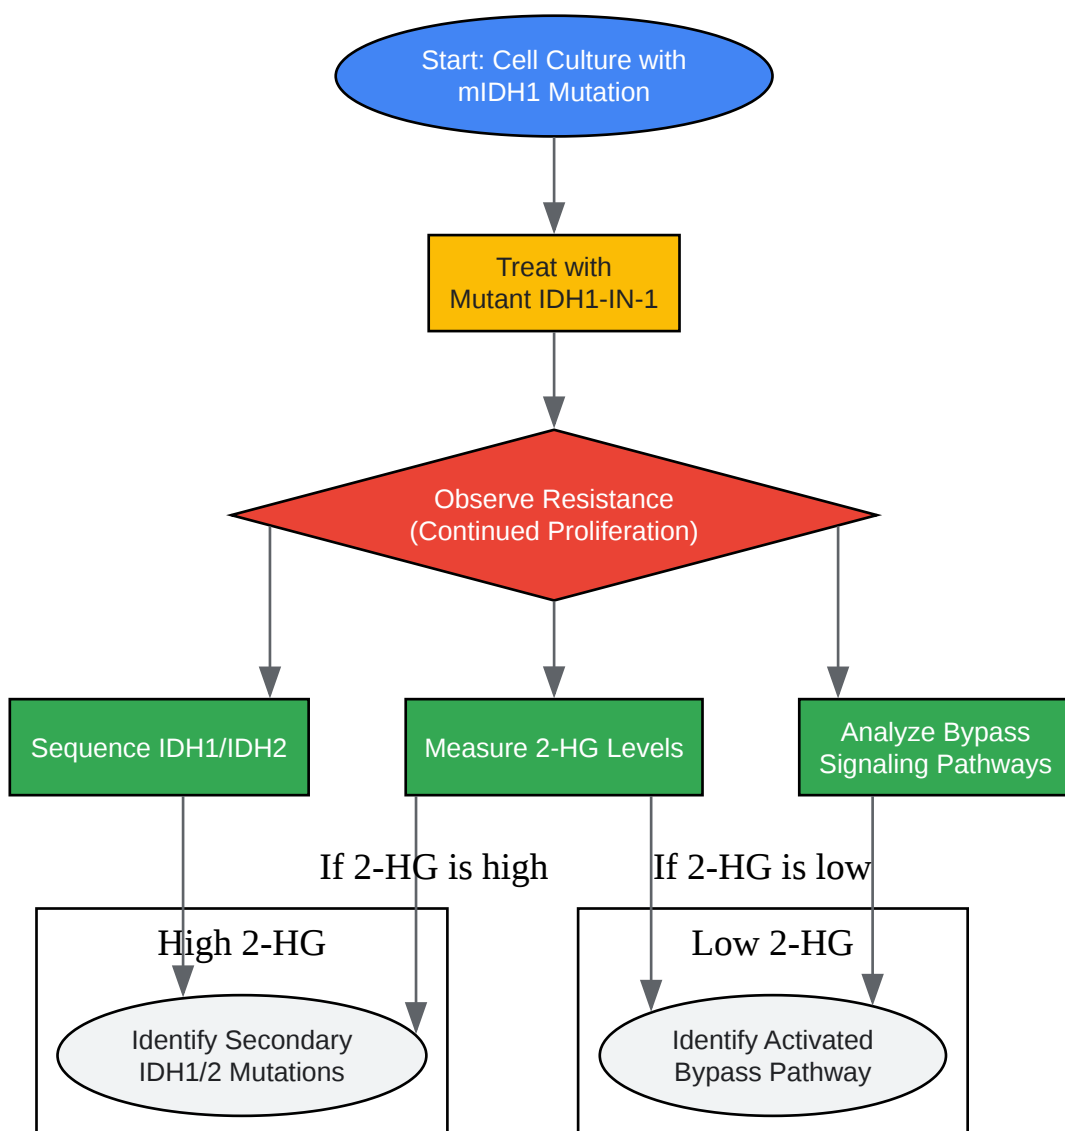 Start: Cell Culture with
mIDH1 Mutation
Treat with
Mutant IDH1-IN-1
Observe Resistance
(Continued Proliferation)
Sequence IDH1/IDH2
Measure 2-HG Levels
Analyze Bypass
Signaling Pathways
If 2-HG is high
If 2-HG is low
High 2-HG
Low 2-HG
Identify Secondary
IDH1/2 Mutations
Identify Activated
Bypass Pathway